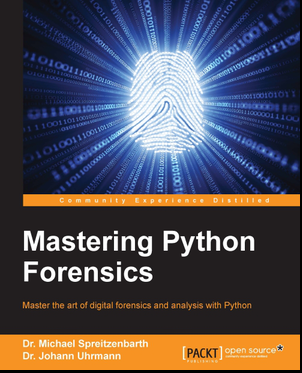 Community Experience Distilled
Mastering Python
Forensics
Master the art of digital forensics and analysis with Python
Dr. Michael Spreitzenbarth
Dr. Johann Uhrmann
[PACKT] open source*
PUBLISHING community experience distilled